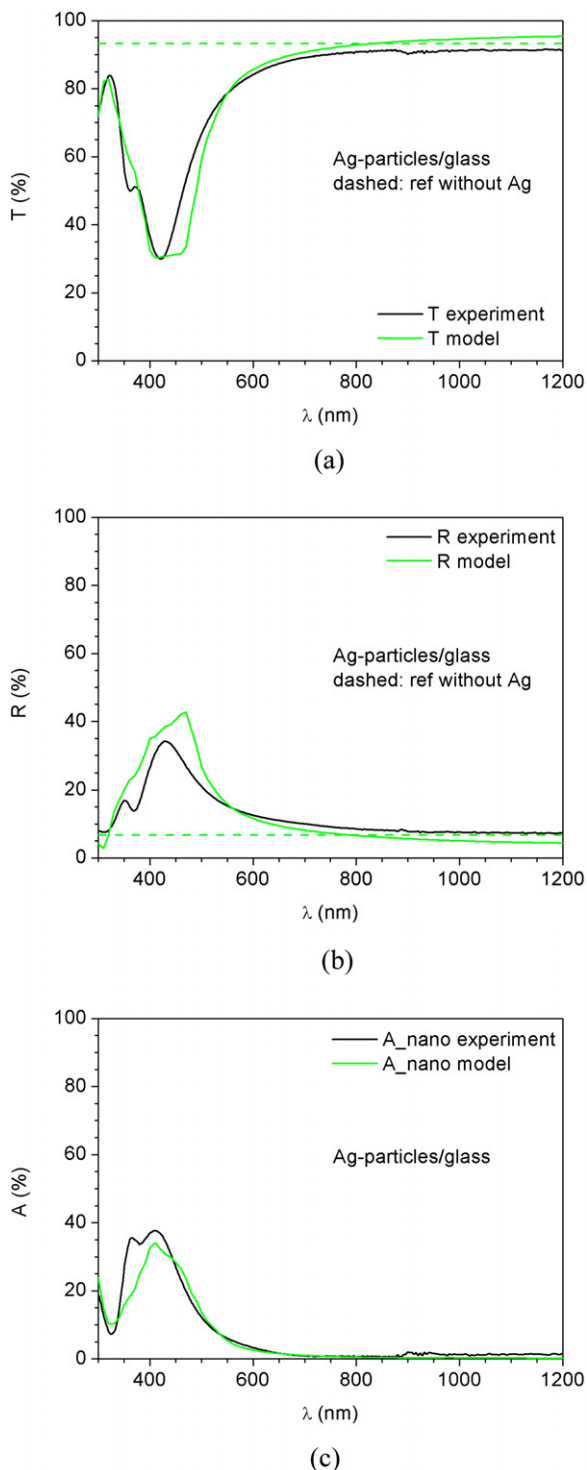 100
80
60
40
20
0
T (%)
Ag-particles/glass
dashed: ref without Ag
T experiment
T model
400 600 800 1000 1200
λ (nm)
(a)
100
80
60
40
20
0
R (%)
R experiment
R model
Ag-particles/glass
dashed: ref without Ag
400 600 800 1000 1200
λ (nm)
(b)
100
80
60
40
20
0
A (%)
A_nano experiment
A_nano model
Ag-particles/glass
400 600 800 1000 1200
λ (nm)
(c)